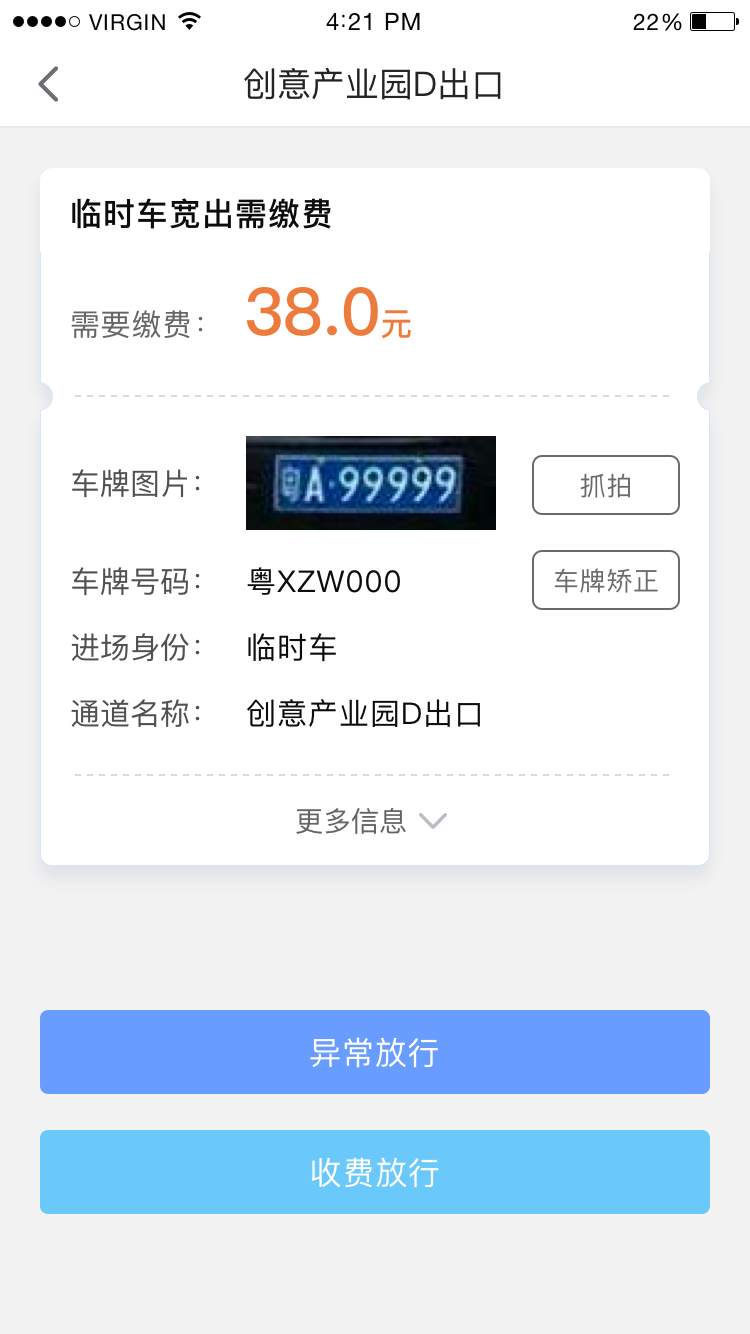 VIRGIN 4:21 PM 22%
创意产业园D出口
临时车宽出需缴费
需要缴费： 38.0元
车牌图片： 粤A·99999 抓拍
车牌号码： 粤XZW000 车牌矫正
进场身份： 临时车
通道名称： 创意产业园D出口
更多信息
异常放行
收费放行